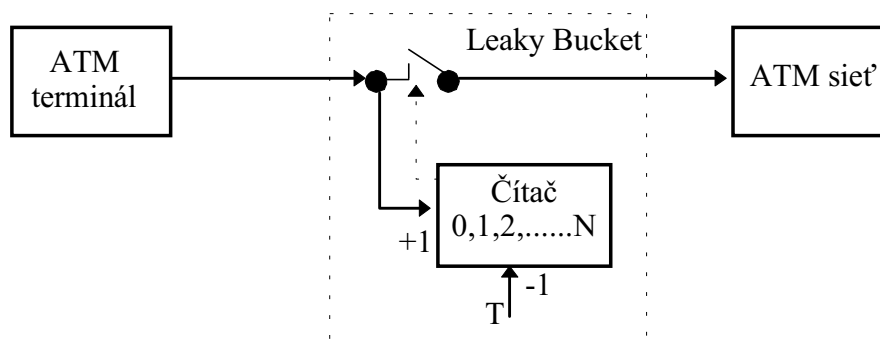 Leaky Bucket
ATM
terminál
ATM sieť
Čítač
0,1,2,......N
+1
-1
T